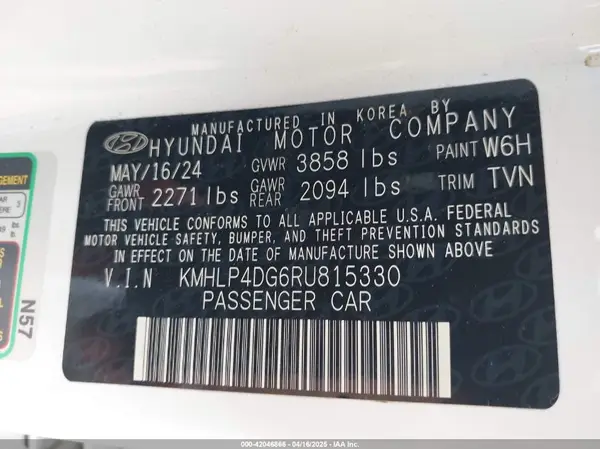 MANUFACTURED IN KOREA BY
HYUNDAI MOTOR COMPANY
MAY/16/24 GVWR 3858 lbs PAINT W6H
GAWR FRONT 2271 lbs GAWR REAR 2094 lbs TRIM TVN
THIS VEHICLE CONFORMS TO ALL APPLICABLE U.S.A. FEDERAL
MOTOR VEHICLE SAFETY, BUMPER, AND THEFT PREVENTION STANDARDS
IN EFFECT ON THE DATE OF MANUFACTURE SHOWN ABOVE
V.I.N KMHLP4DG6RU815330
PASSENGER CAR
N57
000-42046866 - 04/16/2025 - IAAI.COM